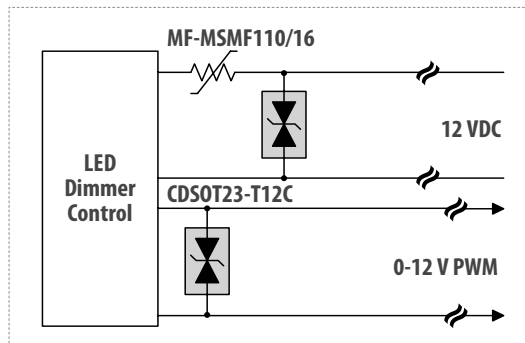 MF-MSMF110/16
12 VDC
LED
Dimmer
Control
CDSOT23-T12C
0-12 V PWM